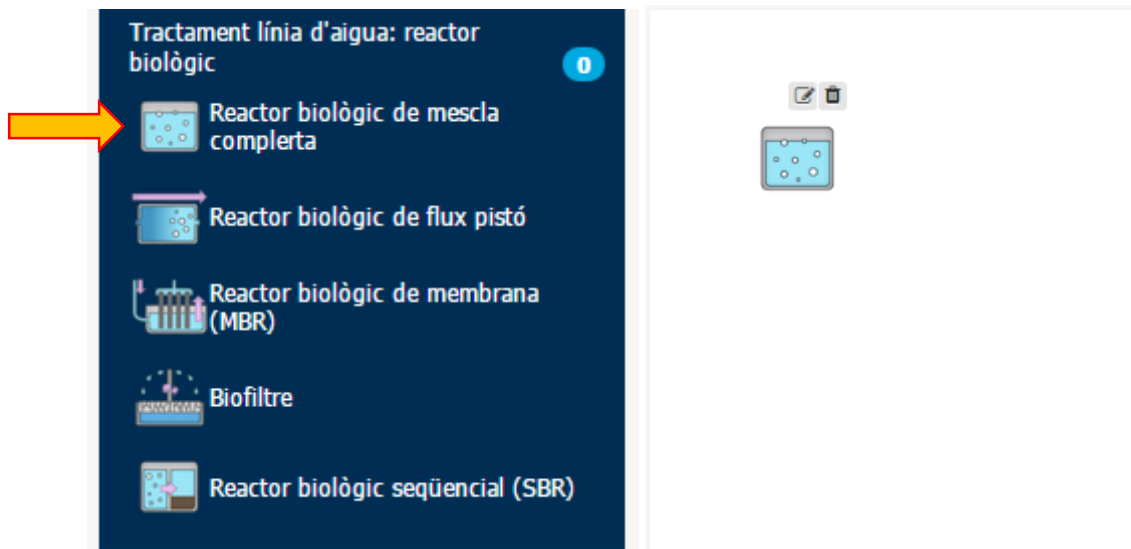 Tractament línia d'aigua: reactor
biològic
0
Reactor biològic de mescla
complerta
Reactor biològic de flux pistó
Reactor biològic de membrana
(MBR)
Biofiltre
Reactor biològic seqüencial (SBR)